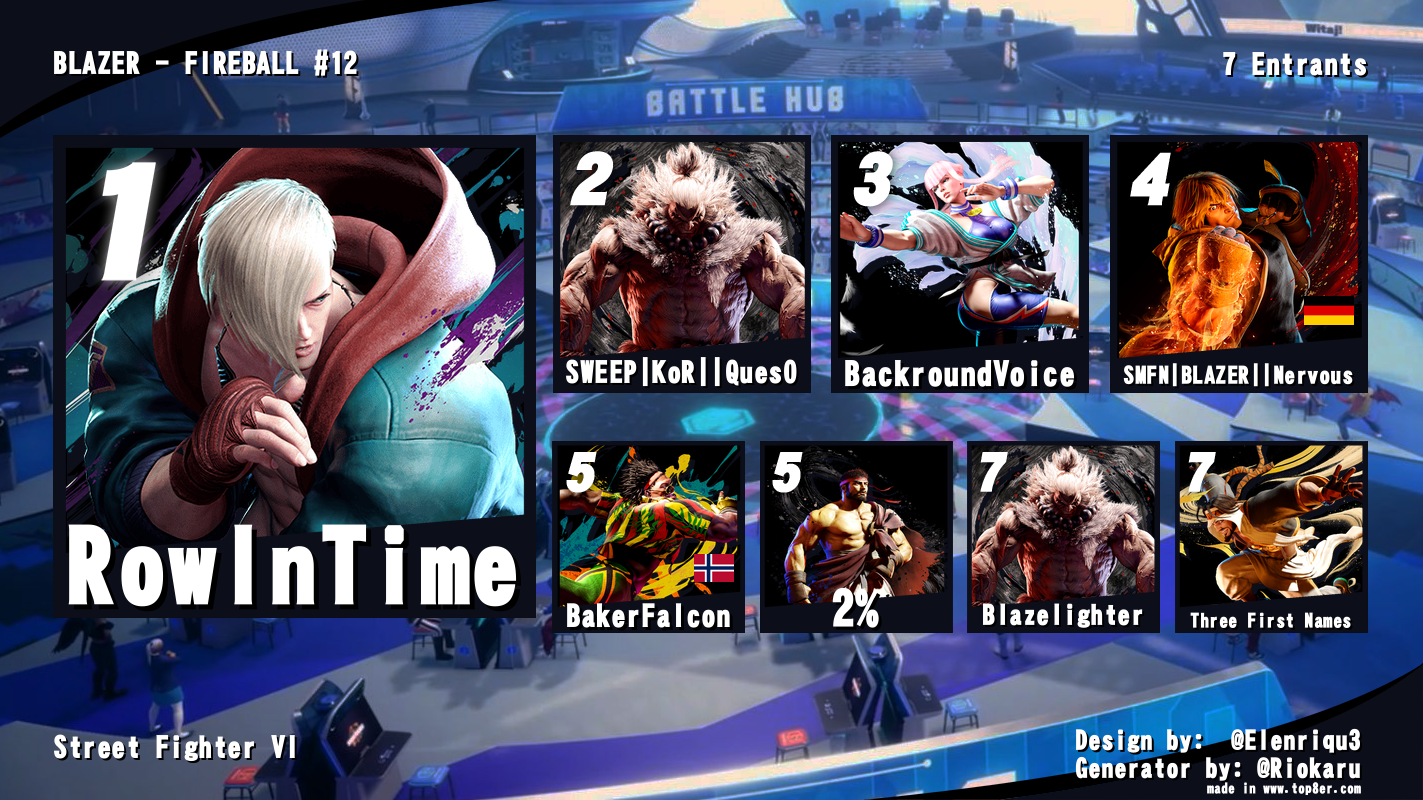 BLAZER - FIREBALL #12
7 Entrants
Witaj!
BATTLE HUB
1
RowInTime
2
SWEEP|KoR||Ques0
3
BackroundVoice
4
SMFN|BLAZER||Nervous
5
BakerFalcon
5
2%
7
Blazelighter
7
Three First Names
Street Fighter VI
Design by: @Elenriqu3
Generator by: @Riokaru
made in www.top8er.com